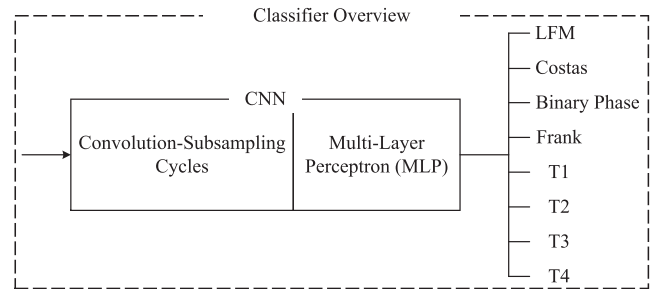 Classifier Overview
CNN
Convolution-Subsampling
Cycles
Multi-Layer
Perceptron (MLP)
LFM
Costas
Binary Phase
Frank
T1
T2
T3
T4